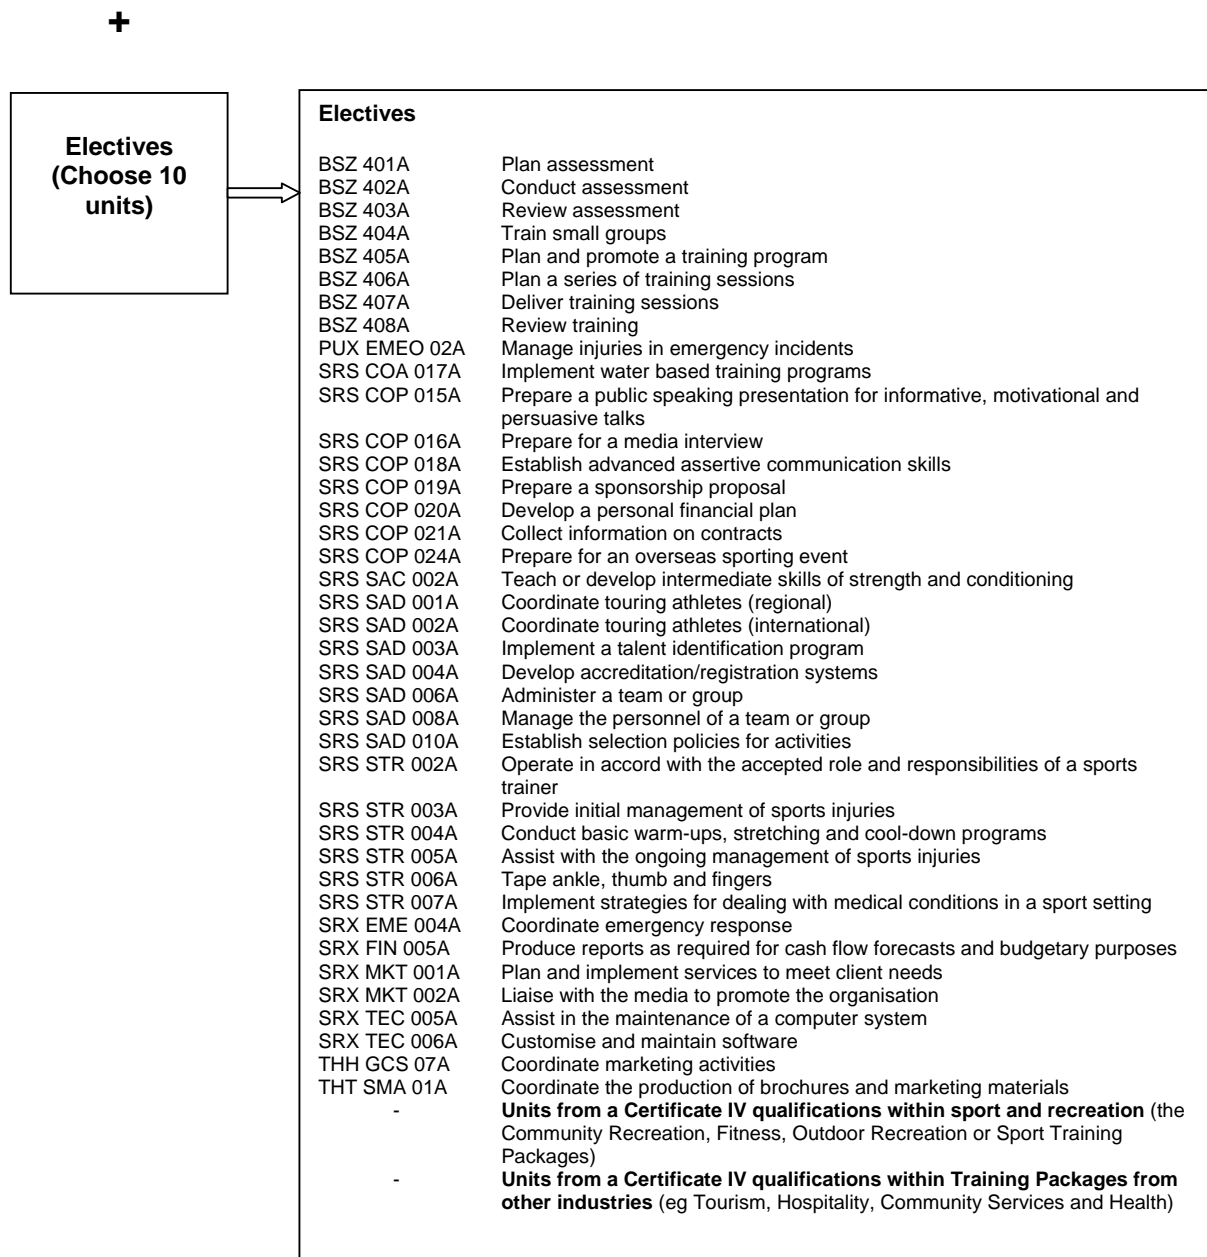 +
Electives
(Choose 10
units)
Electives
BSZ 401A Plan assessment
BSZ 402A Conduct assessment
BSZ 403A Review assessment
BSZ 404A Train small groups
BSZ 405A Plan and promote a training program
BSZ 406A Plan a series of training sessions
BSZ 407A Deliver training sessions
BSZ 408A Review training
PUX EMEO 02A Manage injuries in emergency incidents
SRS COA 017A Implement water based training programs
SRS COP 015A Prepare a public speaking presentation for informative, motivational and
persuasive talks
SRS COP 016A Prepare for a media interview
SRS COP 018A Establish advanced assertive communication skills
SRS COP 019A Prepare a sponsorship proposal
SRS COP 020A Develop a personal financial plan
SRS COP 021A Collect information on contracts
SRS COP 024A Prepare for an overseas sporting event
SRS SAC 002A Teach or develop intermediate skills of strength and conditioning
SRS SAD 001A Coordinate touring athletes (regional)
SRS SAD 002A Coordinate touring athletes (international)
SRS SAD 003A Implement a talent identification program
SRS SAD 004A Develop accreditation/registration systems
SRS SAD 006A Administer a team or group
SRS SAD 008A Manage the personnel of a team or group
SRS SAD 010A Establish selection policies for activities
SRS STR 002A Operate in accord with the accepted role and responsibilities of a sports
trainer
SRS STR 003A Provide initial management of sports injuries
SRS STR 004A Conduct basic warm-ups, stretching and cool-down programs
SRS STR 005A Assist with the ongoing management of sports injuries
SRS STR 006A Tape ankle, thumb and fingers
SRS STR 007A Implement strategies for dealing with medical conditions in a sport setting
SRX EME 004A Coordinate emergency response
SRX FIN 005A Produce reports as required for cash flow forecasts and budgetary purposes
SRX MKT 001A Plan and implement services to meet client needs
SRX MKT 002A Liaise with the media to promote the organisation
SRX TEC 005A Assist in the maintenance of a computer system
SRX TEC 006A Customise and maintain software
THH GCS 07A Coordinate marketing activities
THT SMA 01A Coordinate the production of brochures and marketing materials
- Units from a Certificate IV qualifications within sport and recreation (the
Community Recreation, Fitness, Outdoor Recreation or Sport Training
Packages)
- Units from a Certificate IV qualifications within Training Packages from
other industries (eg Tourism, Hospitality, Community Services and Health)